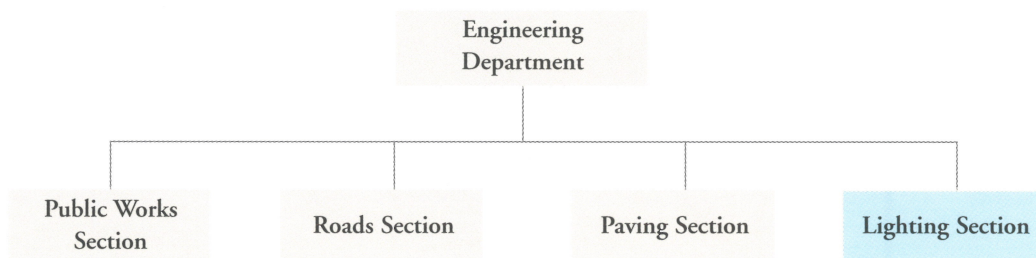 Engineering
Department
Public Works
Section
Roads Section
Paving Section
Lighting Section